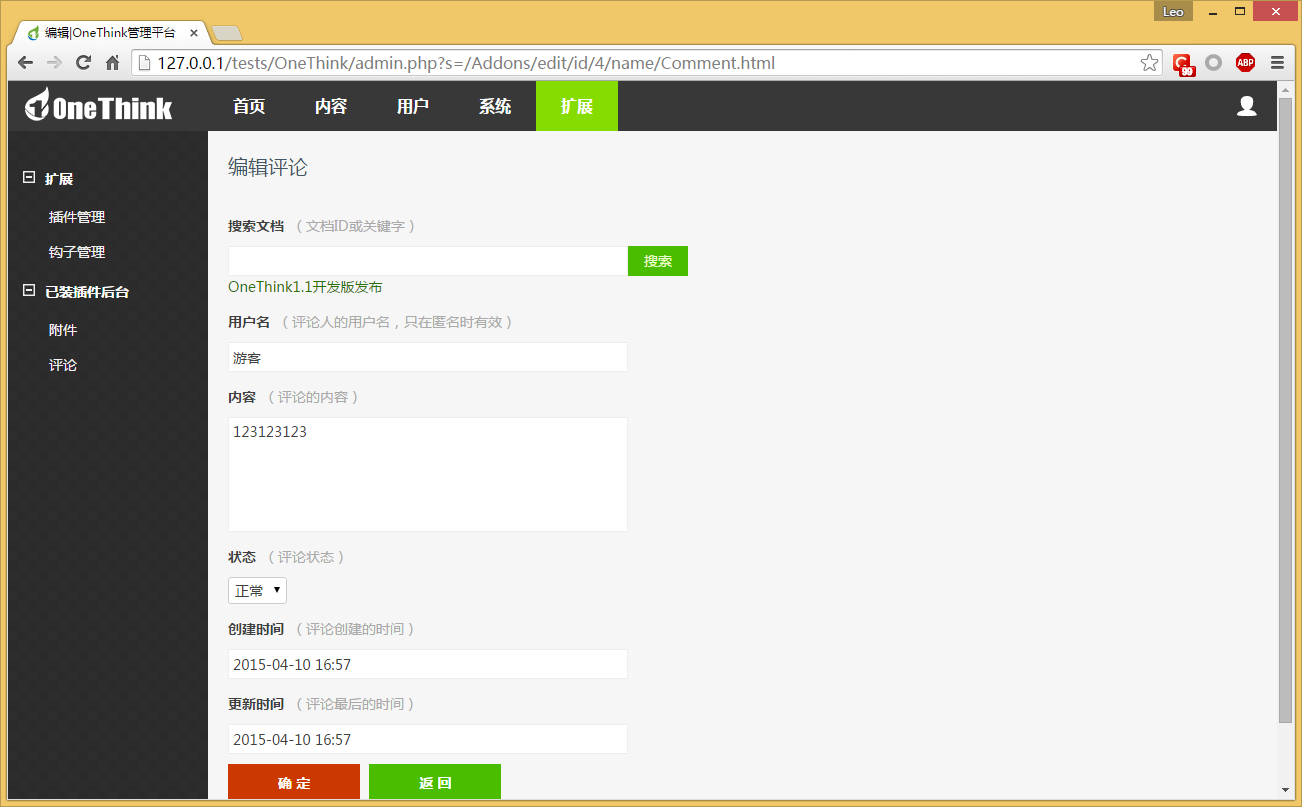 Leo
编辑|OneThink管理平台
127.0.0.1/tests/OneThink/admin.php?s=/Addons/edit/id/4/name/Comment.html
99
ABP
OneThink 首页 内容 用户 系统 扩展
扩展
插件管理
钩子管理
已装插件后台
附件
评论
编辑评论
搜索文档 （文档ID或关键字）
搜索
OneThink1.1开发版发布
用户名 （评论人的用户名，只在匿名时有效）
游客
内容 （评论的内容）
123123123
状态 （评论状态）
正常
创建时间 （评论创建的时间）
2015-04-10 16:57
更新时间 （评论最后的时间）
2015-04-10 16:57
确 定 返 回